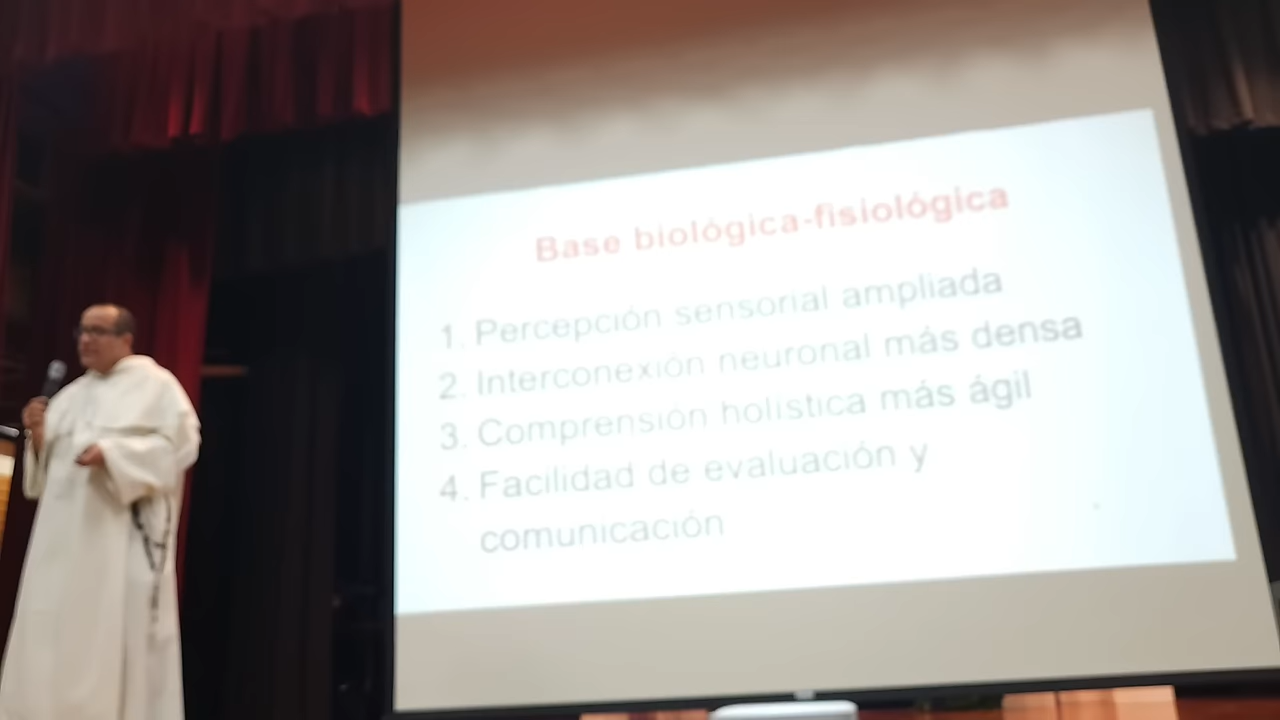 Base biológica-fisiológica
1. Percepción sensorial ampliada
2. Interconexión neuronal más densa
3. Comprensión holística más ágil
4. Facilidad de evaluación y
comunicación